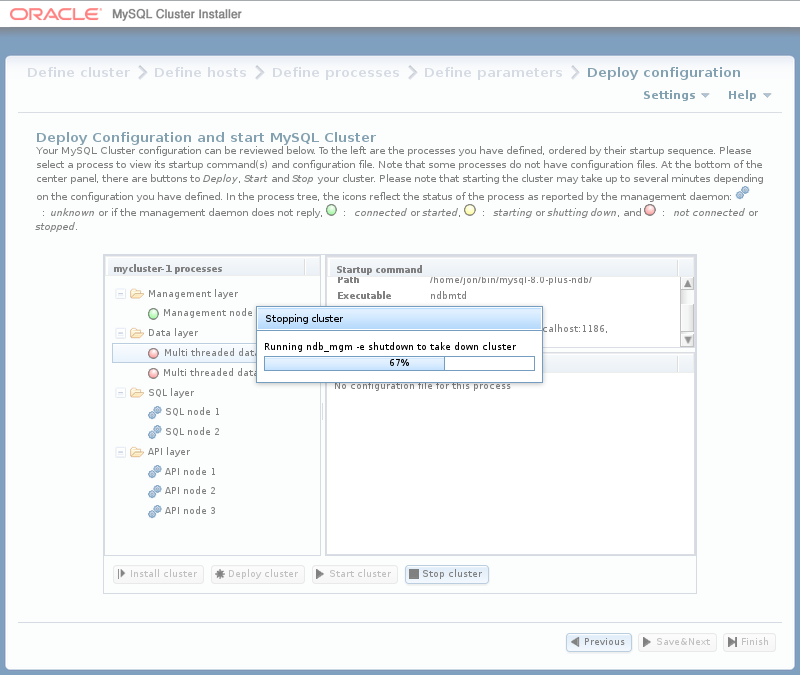 ORACLE® MySQL Cluster Installer
Define cluster Define hosts Define processes Define parameters Deploy configuration
Settings Help
Deploy Configuration and start MySQL Cluster
Your MySQL Cluster configuration can be reviewed below. To the left are the processes you have defined, ordered by their startup sequence. Please
select a process to view its startup command(s) and configuration file. Note that some processes do not have configuration files. At the bottom of the
center panel, there are buttons to Deploy, Start and Stop your cluster. Please note that starting the cluster may take up to several minutes depending
on the configuration you have defined. In the process tree, the icons reflect the status of the process as reported by the management daemon:
: unknown or if the management daemon does not reply, : connected or started, : starting or shutting down, and : not connected or
stopped.
mycluster-1 processes
Management layer
Management node
Data layer
Multi threaded data
Multi threaded data
SQL layer
SQL node 1
SQL node 2
API layer
API node 1
API node 2
API node 3
Startup command
Path /home/jon/bin/mysql-8.0-plus-ndb/
Executable ndbmtd
calhost:1186,
Stopping cluster
Running ndb_mgm -e shutdown to take down cluster
67%
No configuration file for this process
Install cluster Deploy cluster Start cluster Stop cluster
Previous Save&Next Finish